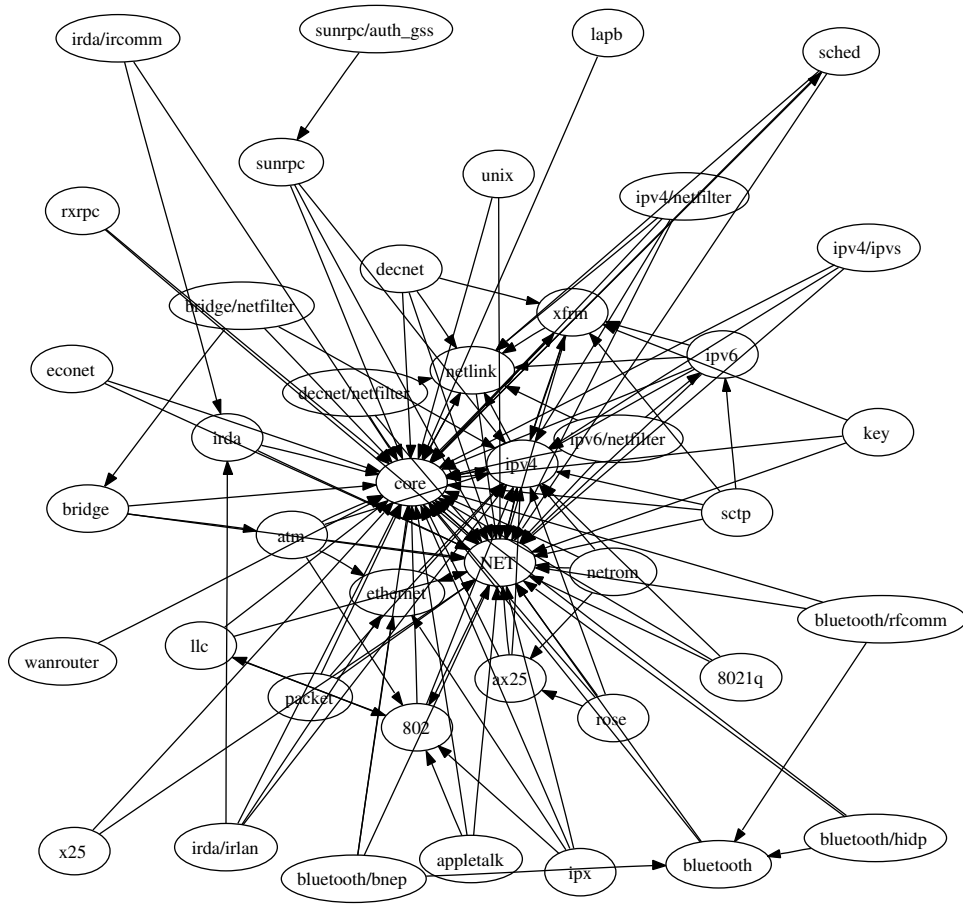 irda/ircomm
sunrpc/auth_gss
lapb
sched
sunrpc
unix
ipv4/netfilter
rxrpc
ipv4/ipvs
decnet
bridge/netfilter
xfrm
ipv6
econet
netlink
decnet/netfilter
irda
ipv6/netfilter
key
ipv4
core
bridge
sctp
atm
NET
netrom
ethernet
bluetooth/rfcomm
llc
wanrouter
8021q
ax25
packet
rose
802
bluetooth/hidp
irda/irlan
x25
appletalk
bluetooth
ipx
bluetooth/bnep